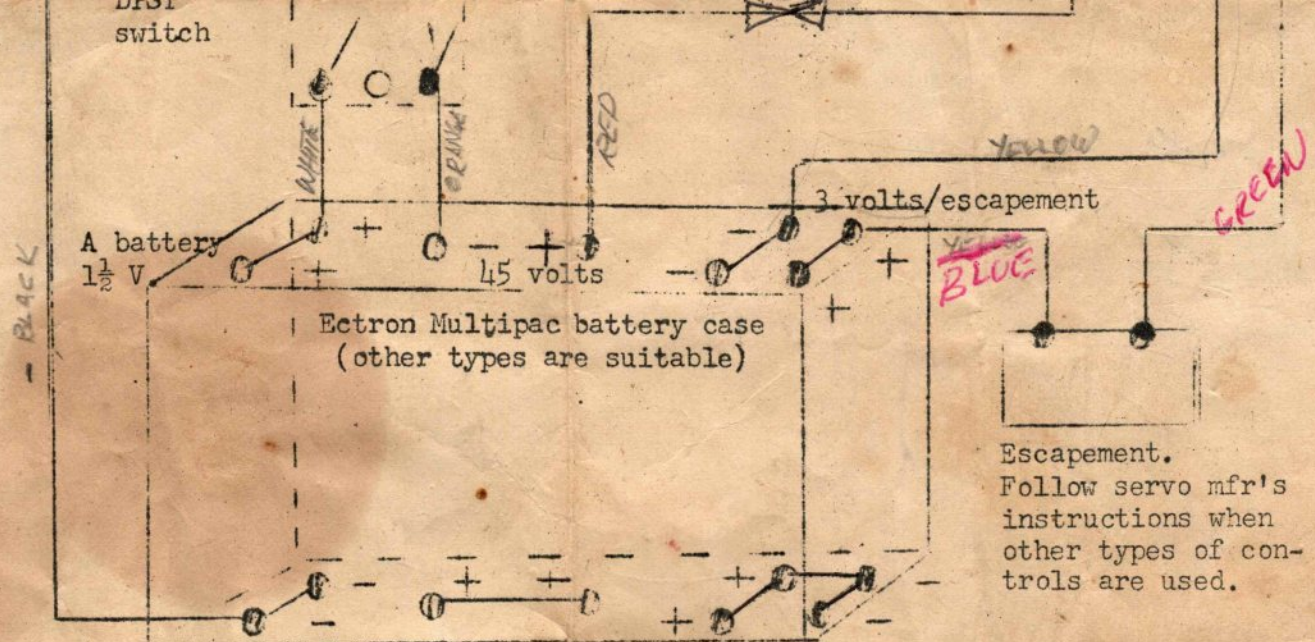 DPST
switch
WHITE
ORANGE
RED
YELLOW
GREEN
- BLACK
3 volts/escapement
A battery
1½ V.
+
- +
-
+
45 volts
-
+
+
BLUE
Ectron Multipac battery case
(other types are suitable)
Escapement.
Follow servo mfr's
instructions when
other types of con-
trols are used.
- + + + -
- + -